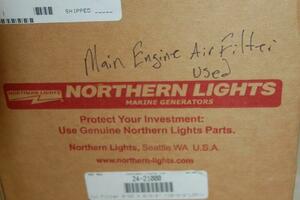 SHIPPED
Main Engine Air Filter
Used
NORTHERN LIGHTS
NORTHERN LIGHTS
MARINE GENERATORS
Protect Your Investment:
Use Genuine Northern Lights Parts.
Northern Lights, Seattle WA U.S.A.
www.northern-lights.com
24-21080